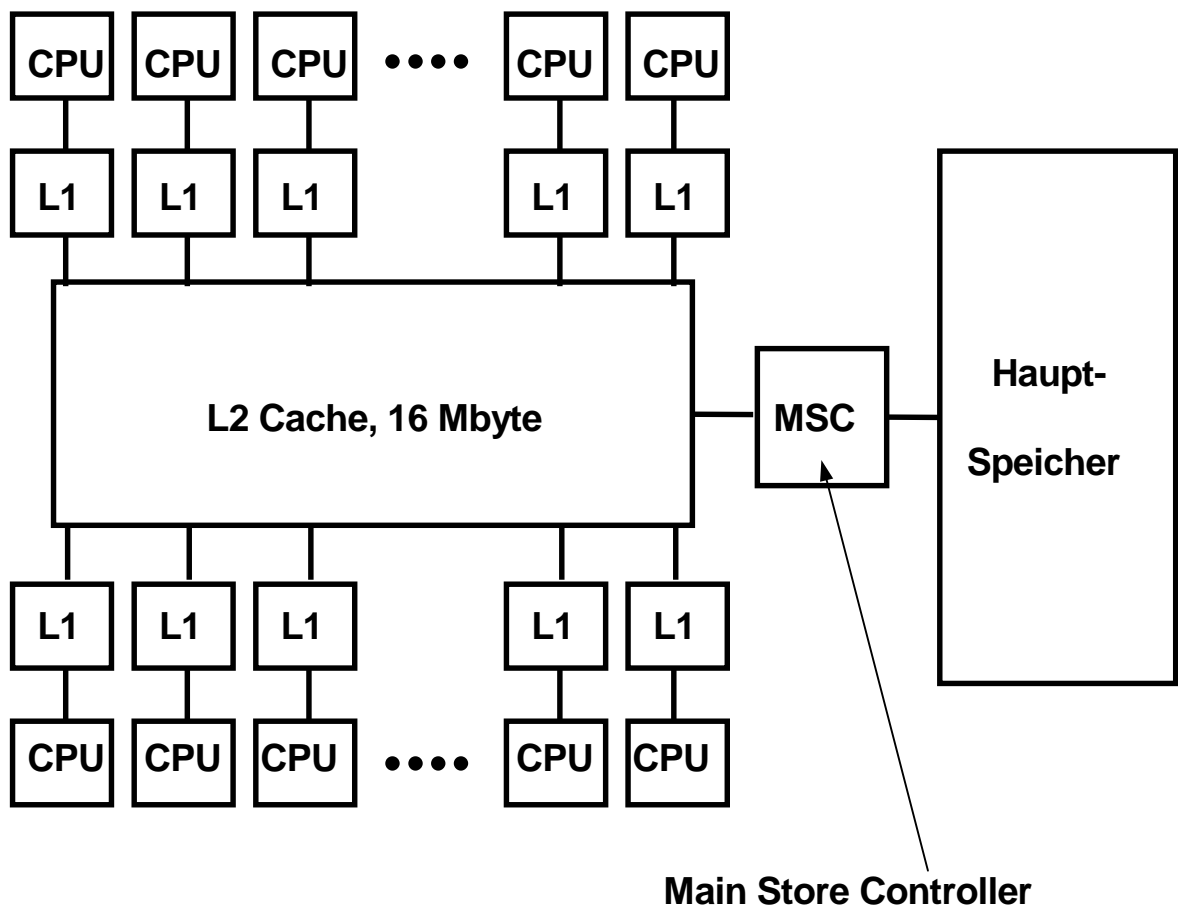 CPU CPU CPU CPU CPU
L1 L1 L1 L1 L1
L2 Cache, 16 Mbyte
MSC
Haupt-
Speicher
L1 L1 L1 L1 L1
CPU CPU CPU CPU CPU
Main Store Controller